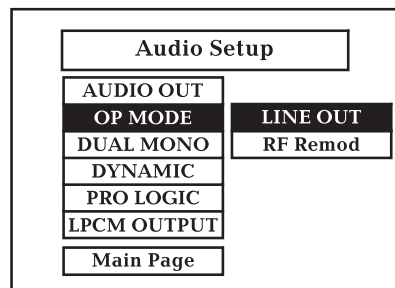 Audio Setup
AUDIO OUT
OP MODE
LINE OUT
DUAL MONO
RF Remod
DYNAMIC
PRO LOGIC
LPCM OUTPUT
Main Page